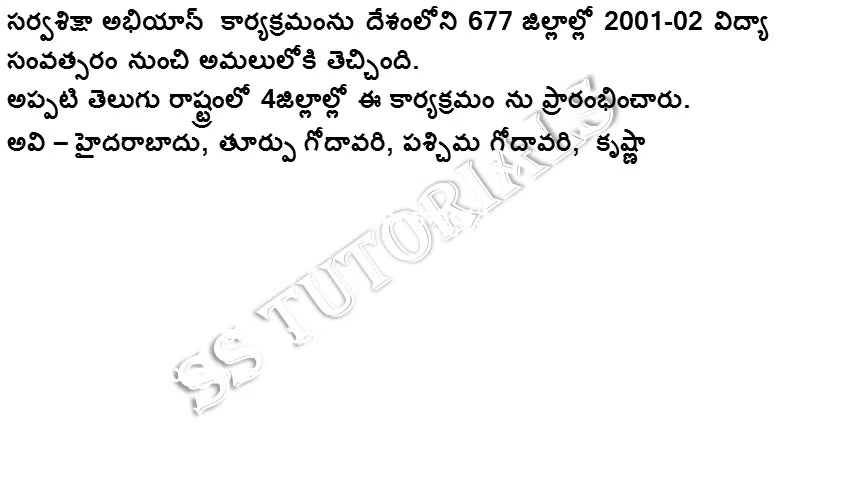 సర్వశిక్షా అభియాన్ కార్యక్రమంను దేశంలోని 677 జిల్లాల్లో 2001-02 విద్యా
సంవత్సరం నుంచి అమలులోకి తెచ్చింది.
అప్పటి తెలుగు రాష్ట్రంలో 4జిల్లాల్లో ఈ కార్యక్రమం ను ప్రారంభించారు.
అవి – హైదరాబాదు, తూర్పు గోదావరి, పశ్చిమ గోదావరి, కృష్ణా
SS TUTORIALS